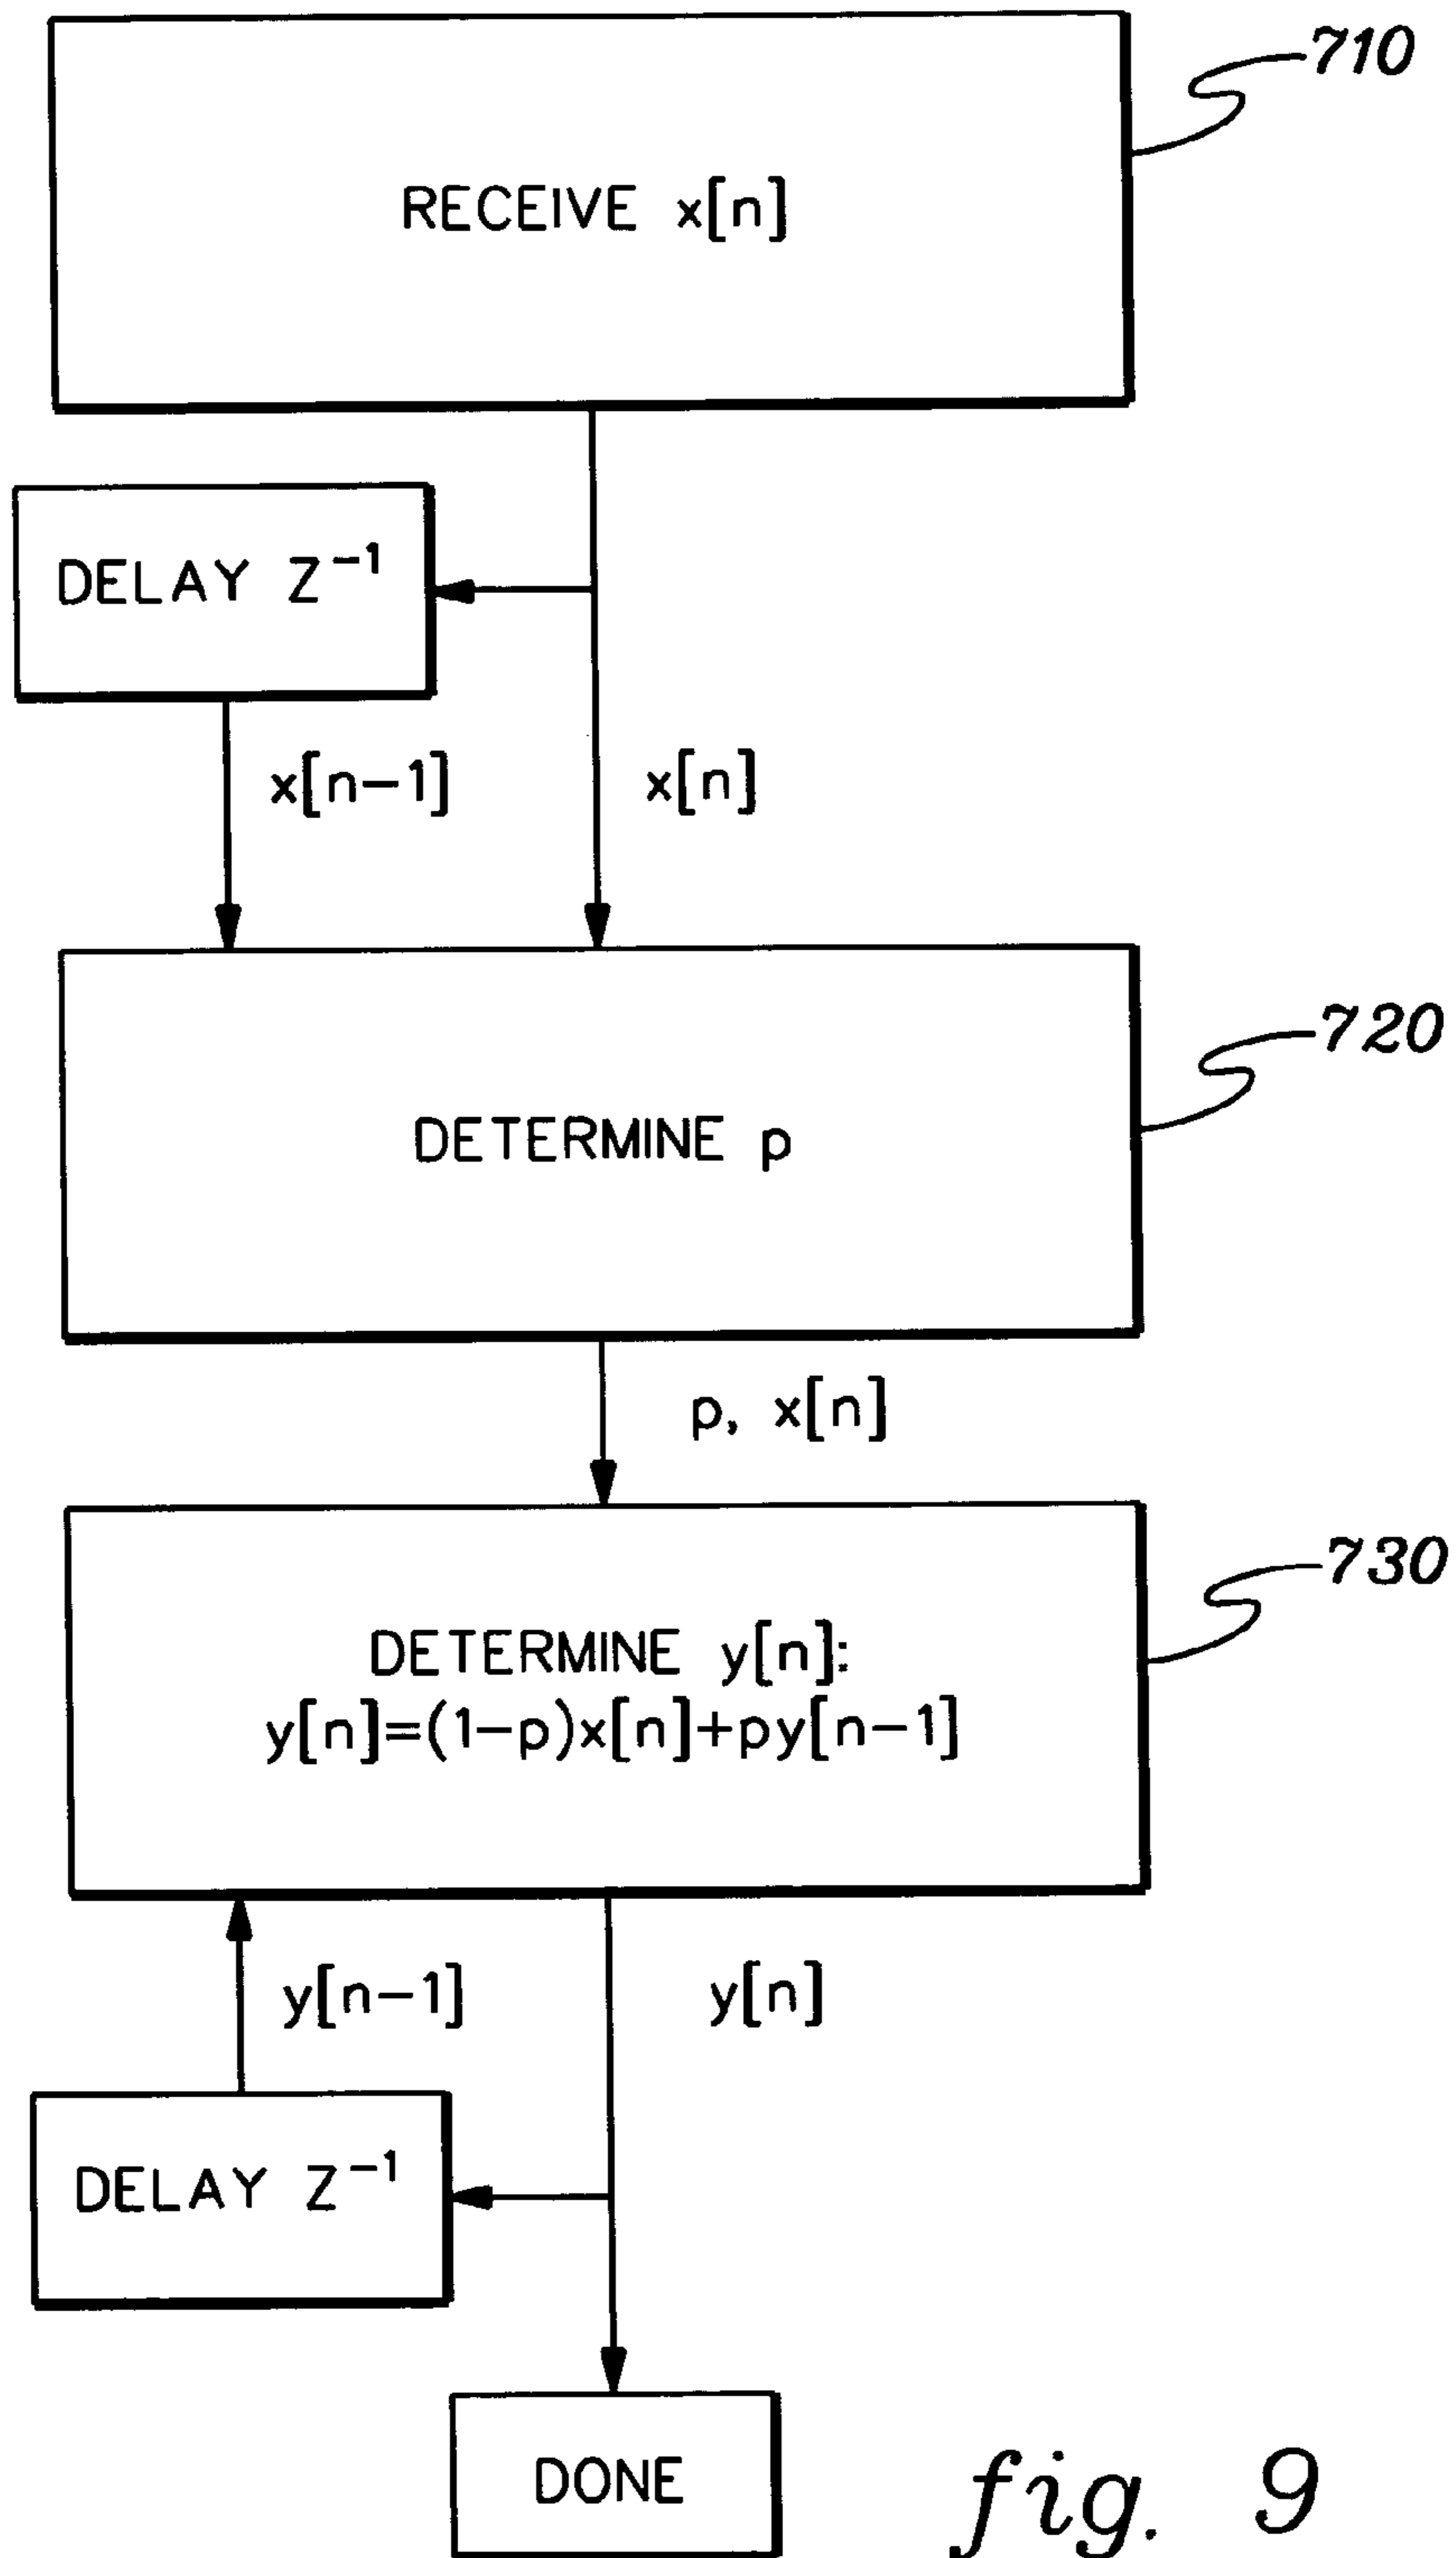 710
RECEIVE x[n]
DELAY Z⁻¹
x[n-1]
x[n]
720
DETERMINE p
p, x[n]
730
DETERMINE y[n]:
y[n]=(1-p)x[n]+py[n-1]
y[n-1]
y[n]
DELAY Z⁻¹
DONE
fig. 9